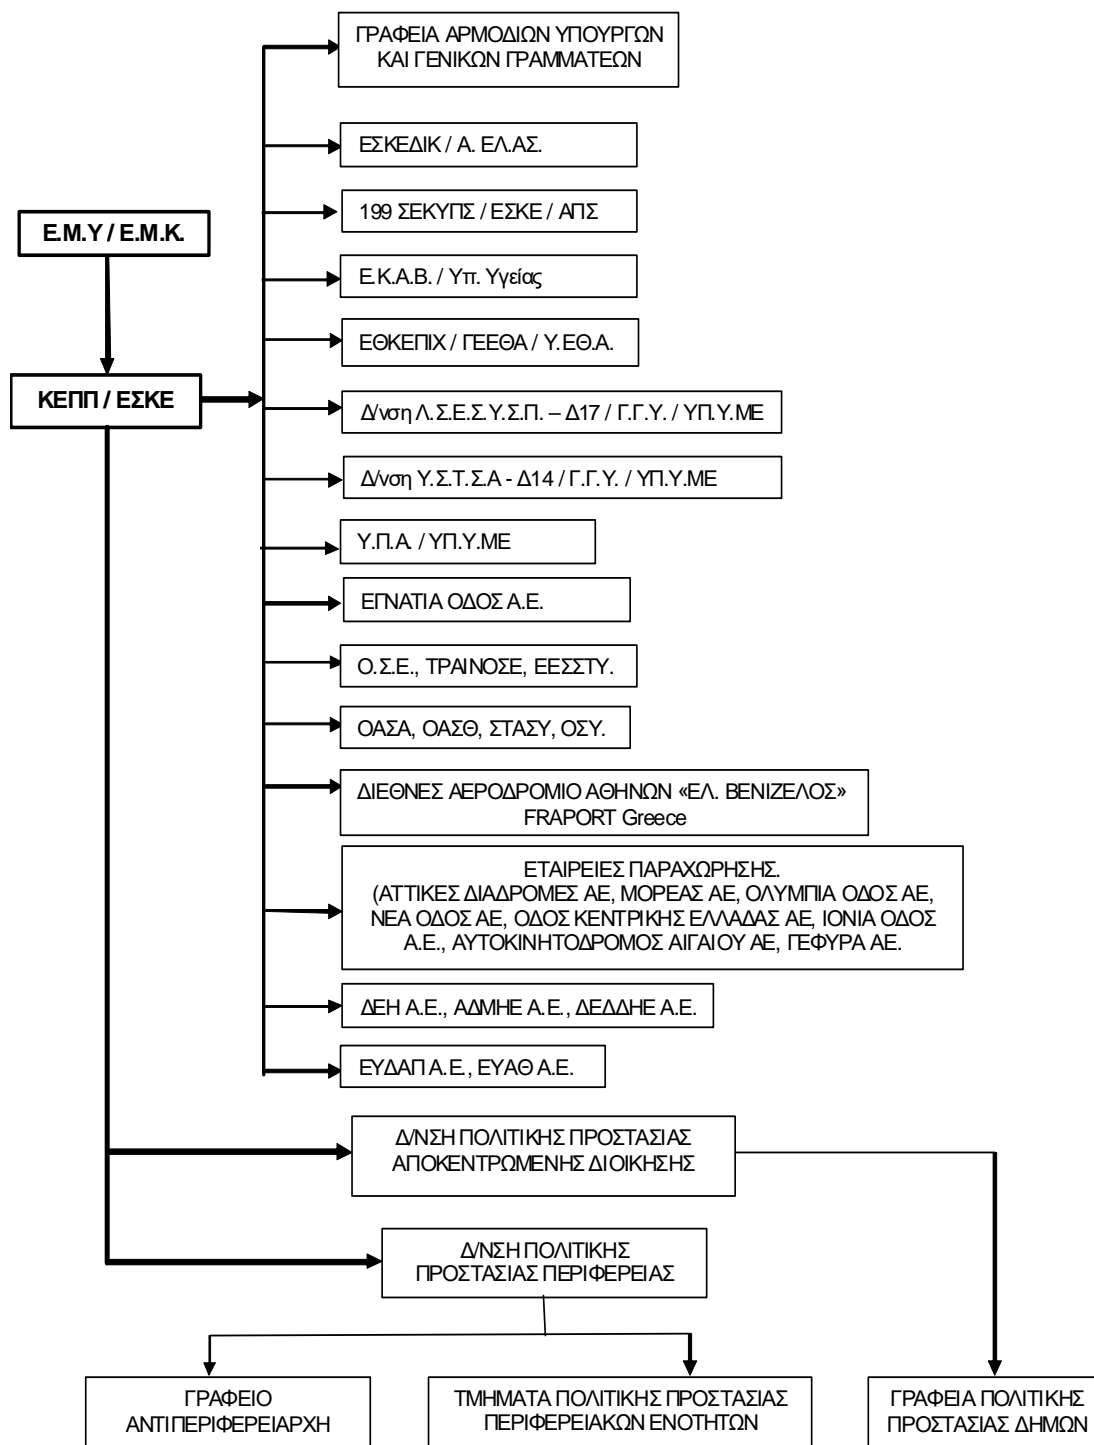 ΓΡΑΦΕΙΑ ΑΡΜΟΔΙΩΝ ΥΠΟΥΡΓΩΝ
ΚΑΙ ΓΕΝΙΚΩΝ ΓΡΑΜΜΑΤΕΩΝ
ΕΣΚΕΔΙΚ / Α. ΕΛ.ΑΣ.
199 ΣΕΚΥΠΣ / ΕΣΚΕ / ΑΠΣ
Ε.Μ.Υ / Ε.Μ.Κ.
Ε.Κ.Α.Β. / Υπ. Υγείας
ΕΘΚΕΠΙΧ / ΓΕΕΘΑ / Υ.ΕΘ.Α.
ΚΕΠΠ / ΕΣΚΕ
Δ/νση Λ.Σ.Ε.Σ.Υ.Σ.Π. – Δ17 / Γ.Γ.Υ. / ΥΠ.Υ.ΜΕ
Δ/νση Υ.Σ.Τ.Σ.Α - Δ14 / Γ.Γ.Υ. / ΥΠ.Υ.ΜΕ
Υ.Π.Α. / ΥΠ.Υ.ΜΕ
ΕΓΝΑΤΙΑ ΟΔΟΣ Α.Ε.
Ο.Σ.Ε., ΤΡΑΙΝΟΣΕ, ΕΕΣΣΤΥ.
ΟΑΣΑ, ΟΑΣΘ, ΣΤΑΣΥ, ΟΣΥ.
ΔΙΕΘΝΕΣ ΑΕΡΟΔΡΟΜΙΟ ΑΘΗΝΩΝ «ΕΛ. ΒΕΝΙΖΕΛΟΣ»
FRAPORT Greece
ΕΤΑΙΡΕΙΕΣ ΠΑΡΑΧΩΡΗΣΗΣ.
(ΑΤΤΙΚΕΣ ΔΙΑΔΡΟΜΕΣ ΑΕ, ΜΟΡΕΑΣ ΑΕ, ΟΛΥΜΠΙΑ ΟΔΟΣ ΑΕ,
ΝΕΑ ΟΔΟΣ ΑΕ, ΟΔΟΣ ΚΕΝΤΡΙΚΗΣ ΕΛΛΑΔΑΣ ΑΕ, ΙΟΝΙΑ ΟΔΟΣ
Α.Ε., ΑΥΤΟΚΙΝΗΤΟΔΡΟΜΟΣ ΑΙΓΑΙΟΥ ΑΕ, ΓΕΦΥΡΑ ΑΕ.
ΔΕΗ Α.Ε., ΑΔΜΗΕ Α.Ε., ΔΕΔΔΗΕ Α.Ε.
ΕΥΔΑΠ Α.Ε., ΕΥΑΘ Α.Ε.
Δ/ΝΣΗ ΠΟΛΙΤΙΚΗΣ ΠΡΟΣΤΑΣΙΑΣ
ΑΠΟΚΕΝΤΡΩΜΕΝΗΣ ΔΙΟΙΚΗΣΗΣ
Δ/ΝΣΗ ΠΟΛΙΤΙΚΗΣ
ΠΡΟΣΤΑΣΙΑΣ ΠΕΡΙΦΕΡΕΙΑΣ
ΓΡΑΦΕΙΟ
ΑΝΤΙΠΕΡΙΦΕΡΕΙΑΡΧΗ
ΤΜΗΜΑΤΑ ΠΟΛΙΤΙΚΗΣ ΠΡΟΣΤΑΣΙΑΣ
ΠΕΡΙΦΕΡΕΙΑΚΩΝ ΕΝΟΤΗΤΩΝ
ΓΡΑΦΕΙΑ ΠΟΛΙΤΙΚΗΣ
ΠΡΟΣΤΑΣΙΑΣ ΔΗΜΩΝ